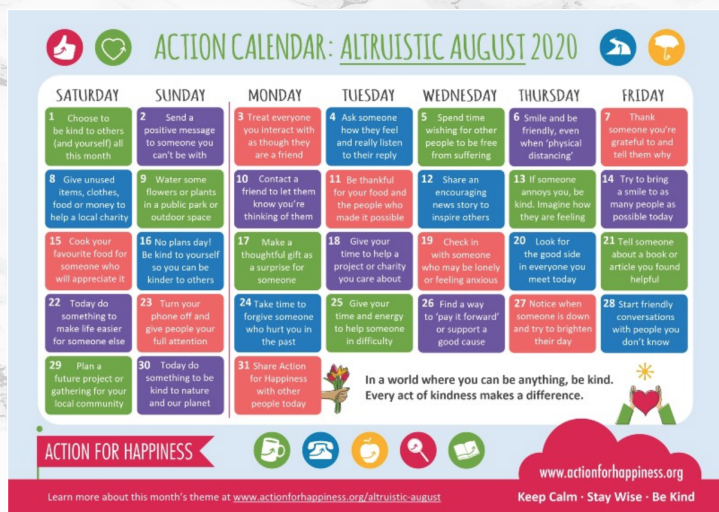 ACTION CALENDAR: ALTRUISTIC AUGUST 2020
SATURDAY
SUNDAY
MONDAY
TUESDAY
WEDNESDAY
THURSDAY
FRIDAY
1 Choose to
be kind to others
(and yourself) all
this month
2 Send a
positive message
to someone you
can't be with
3 Treat everyone
you interact with
as though they
are a friend
4 Ask someone
how they feel
and really listen
to their reply
5 Spend time
wishing for other
people to be free
from suffering
6 Smile and be
friendly, even
when 'physical
distancing'
7 Thank
someone you're
grateful to and
tell them why
8 Give unused
items, clothes,
food or money to
help a local charity
9 Water some
flowers or plants
in a public park or
outdoor space
10 Contact a
friend to let them
know you're
thinking of them
11 Be thankful
for your food and
the people who
made it possible
12 Share an
encouraging
news story to
inspire others
13 If someone
annoys you, be
kind. Imagine how
they are feeling
14 Try to bring
a smile to as
many people as
possible today
15 Cook your
favourite food for
someone who
will appreciate it
16 No plans day!
Be kind to yourself
so you can be
kinder to others
17 Make a
thoughtful gift as
a surprise for
someone
18 Give your
time to help a
project or charity
you care about
19 Check in
with someone
who may be lonely
or feeling anxious
20 Look for
the good side
in everyone you
meet today
21 Tell someone
about a book or
article you found
helpful
22 Today do
something to
make life easier
for someone else
23 Turn your
phone off and
give people your
full attention
24 Take time to
forgive someone
who hurt you in
the past
25 Give your
time and energy
to help someone
in difficulty
26 Find a way
to 'pay it forward'
or support a
good cause
27 Notice when
someone is down
and try to brighten
their day
28 Start friendly
conversations
with people you
don't know
29 Plan a
future project or
gathering for your
local community
30 Today do
something to be
kind to nature
and our planet
31 Share Action
for Happiness
with other
people today
In a world where you can be anything, be kind.
Every act of kindness makes a difference.
ACTION FOR HAPPINESS
www.actionforhappiness.org
Learn more about this month's theme at www.actionforhappiness.org/altruistic-august
Keep Calm · Stay Wise · Be Kind